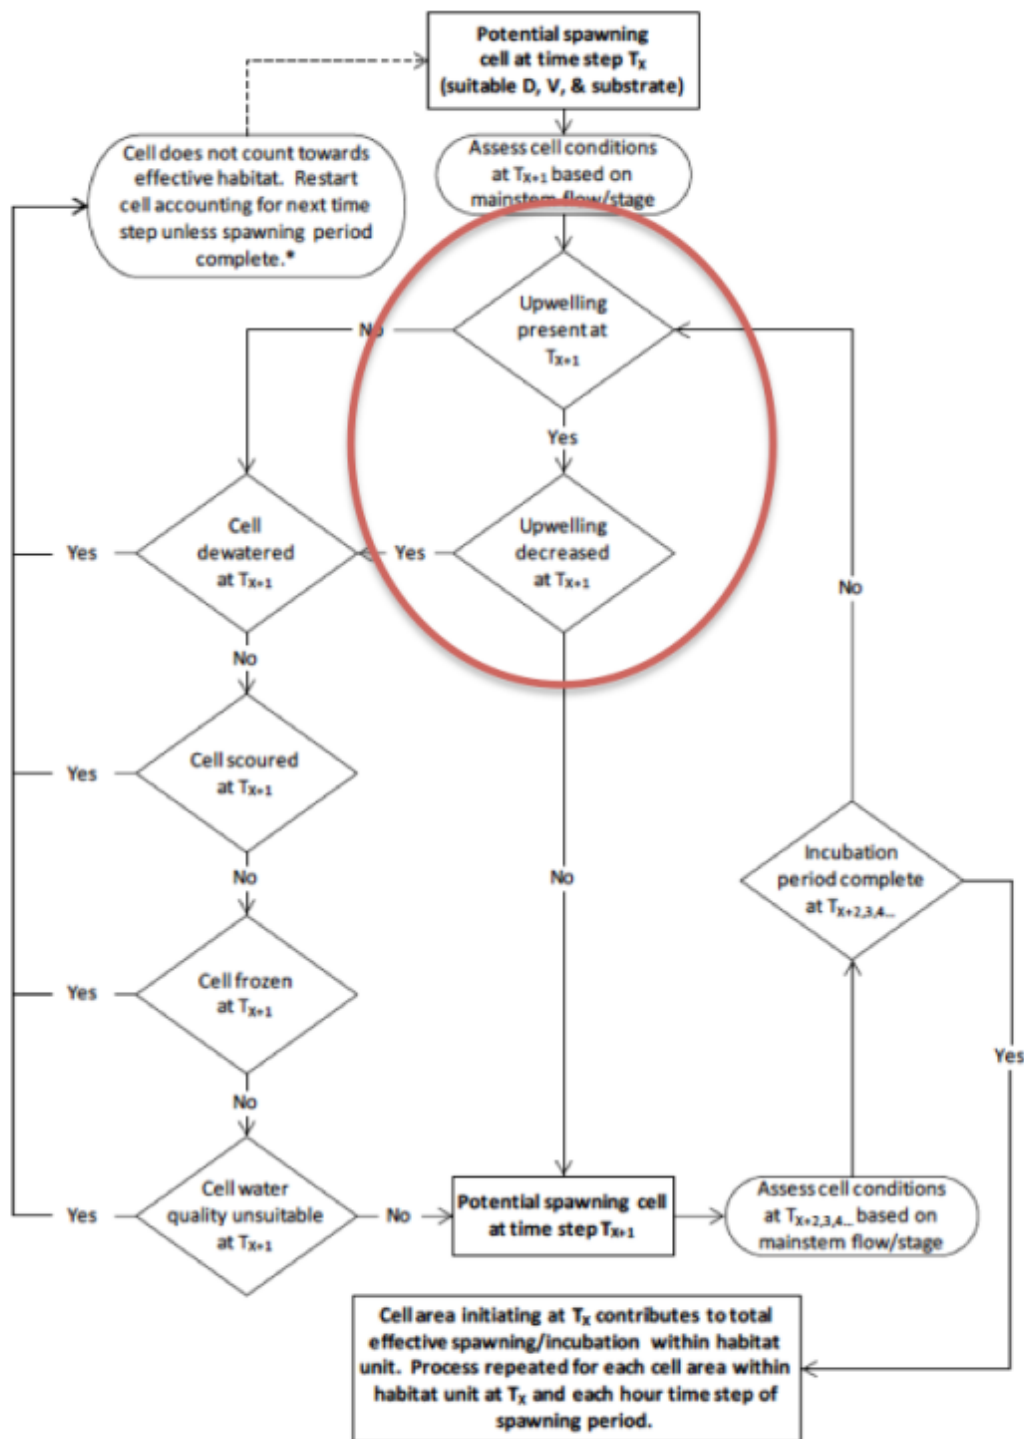 Potential spawning
cell at time step TX
(suitable D, V, & substrate)
Cell does not count towards
effective habitat. Restart
cell accounting for next time
step unless spawning period
complete.*
Assess cell conditions
at TX+1 based on
mainstem flow/stage
Upwelling
present at
TX+1
No
Yes
Cell
dewatered
at TX+1
Yes
Yes
Upwelling
decreased
at TX+1
No
No
Cell scoured
at TX+1
Yes
No
No
Incubation
period complete
at TX+2,3,4...
Cell frozen
at TX+1
Yes
No
Yes
Cell water
quality unsuitable
at TX+1
Yes
No
Potential spawning cell
at time step TX+1
Assess cell conditions
at TX+2,3,4... based on
mainstem flow/stage
Cell area initiating at TX contributes to total
effective spawning/incubation within habitat
unit. Process repeated for each cell area within
habitat unit at TX and each hour time step of
spawning period.